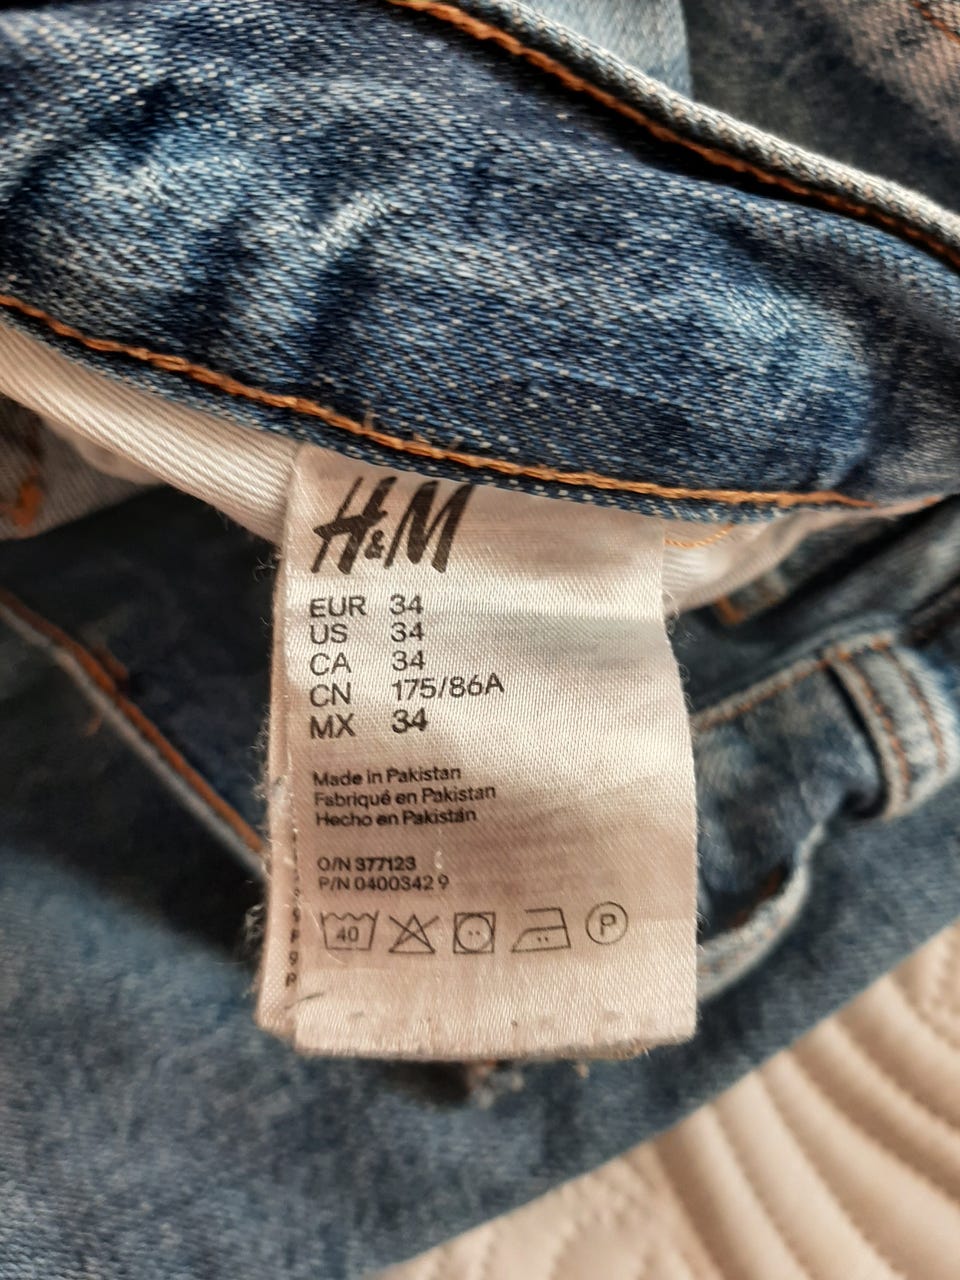 H&M
EUR 34
US 34
CA 34
CN 175/86A
MX 34
Made in Pakistan
Fabriqué en Pakistan
Hecho en Pakistán
O/N 377123
P/N 0400342 9
40
P